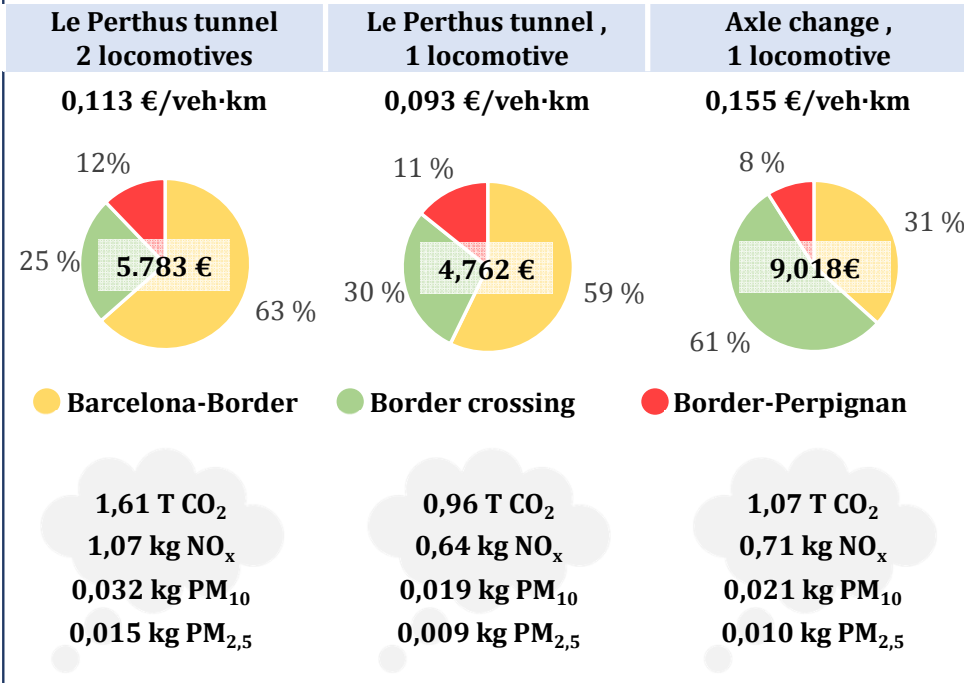 Le Perthus tunnel
2 locomotives
Le Perthus tunnel ,
1 locomotive
Axle change ,
1 locomotive
0,113 €/veh·km
0,093 €/veh·km
0,155 €/veh·km
12%
25 %
5.783 €
63 %
11 %
30 %
4,762 €
59 %
8 %
31 %
9,018€
61 %
Barcelona-Border
Border crossing
Border-Perpignan
1,61 T CO₂
1,07 kg NOₓ
0,032 kg PM₁₀
0,015 kg PM₂,₅
0,96 T CO₂
0,64 kg NOₓ
0,019 kg PM₁₀
0,009 kg PM₂,₅
1,07 T CO₂
0,71 kg NOₓ
0,021 kg PM₁₀
0,010 kg PM₂,₅